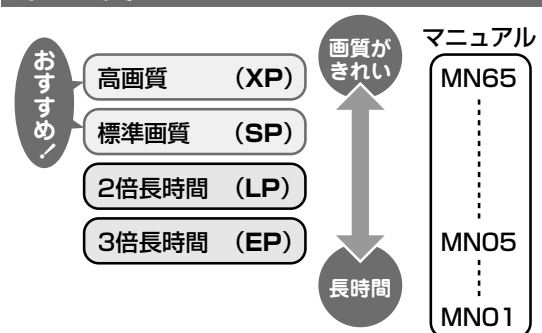 おすすめ!
高画質 (XP)
標準画質 (SP)
2倍長時間 (LP)
3倍長時間 (EP)
画質が
きれい
長時間
マニュアル
MN65
MN05
MN01